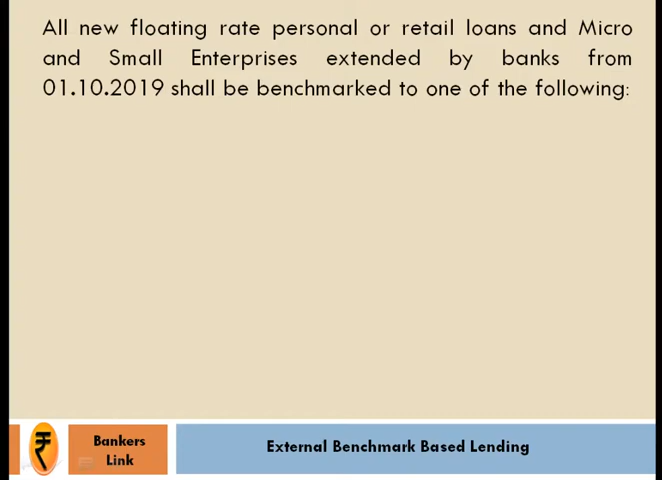 All new floating rate personal or retail loans and Micro
and Small Enterprises extended by banks from
01.10.2019 shall be benchmarked to one of the following:
₹
Bankers
Link
External Benchmark Based Lending